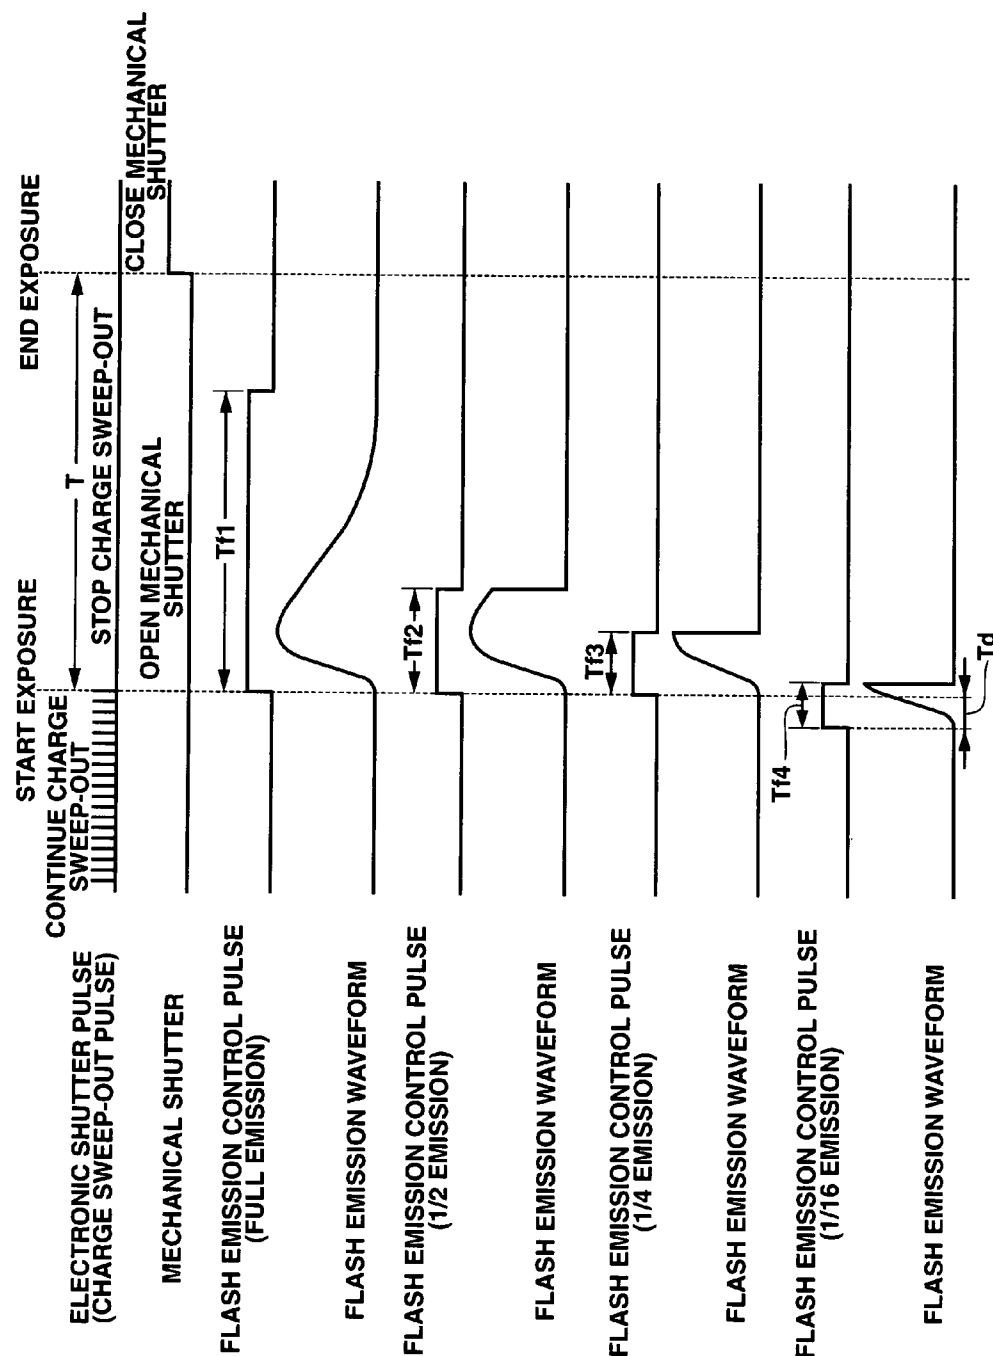 START EXPOSURE
END EXPOSURE
CONTINUE CHARGE
SWEEP-OUT
T
STOP CHARGE SWEEP-OUT
ELECTRONIC SHUTTER PULSE
(CHARGE SWEEP-OUT PULSE)
OPEN MECHANICAL
SHUTTER
CLOSE MECHANICAL
SHUTTER
MECHANICAL SHUTTER
Tf1
FLASH EMISSION CONTROL PULSE
(FULL EMISSION)
FLASH EMISSION WAVEFORM
Tf2
FLASH EMISSION CONTROL PULSE
(1/2 EMISSION)
FLASH EMISSION WAVEFORM
Tf3
FLASH EMISSION CONTROL PULSE
(1/4 EMISSION)
FLASH EMISSION WAVEFORM
Tf4
FLASH EMISSION CONTROL PULSE
(1/16 EMISSION)
FLASH EMISSION WAVEFORM
Td